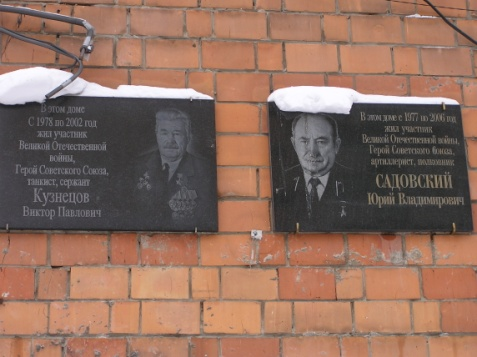 В этом доме
С 1978 по 2002 год
жил участник
Великой Отечественной
войны,
Герой Советского Союза,
танкист, сержант
Кузнецов
Виктор Павлович
В этом доме с 1977 по 2006 год
жил участник
Великой Отечественной войны,
Герой Советского Союза,
артиллерист, полковник
САДОВСКИЙ
Юрий Владимирович